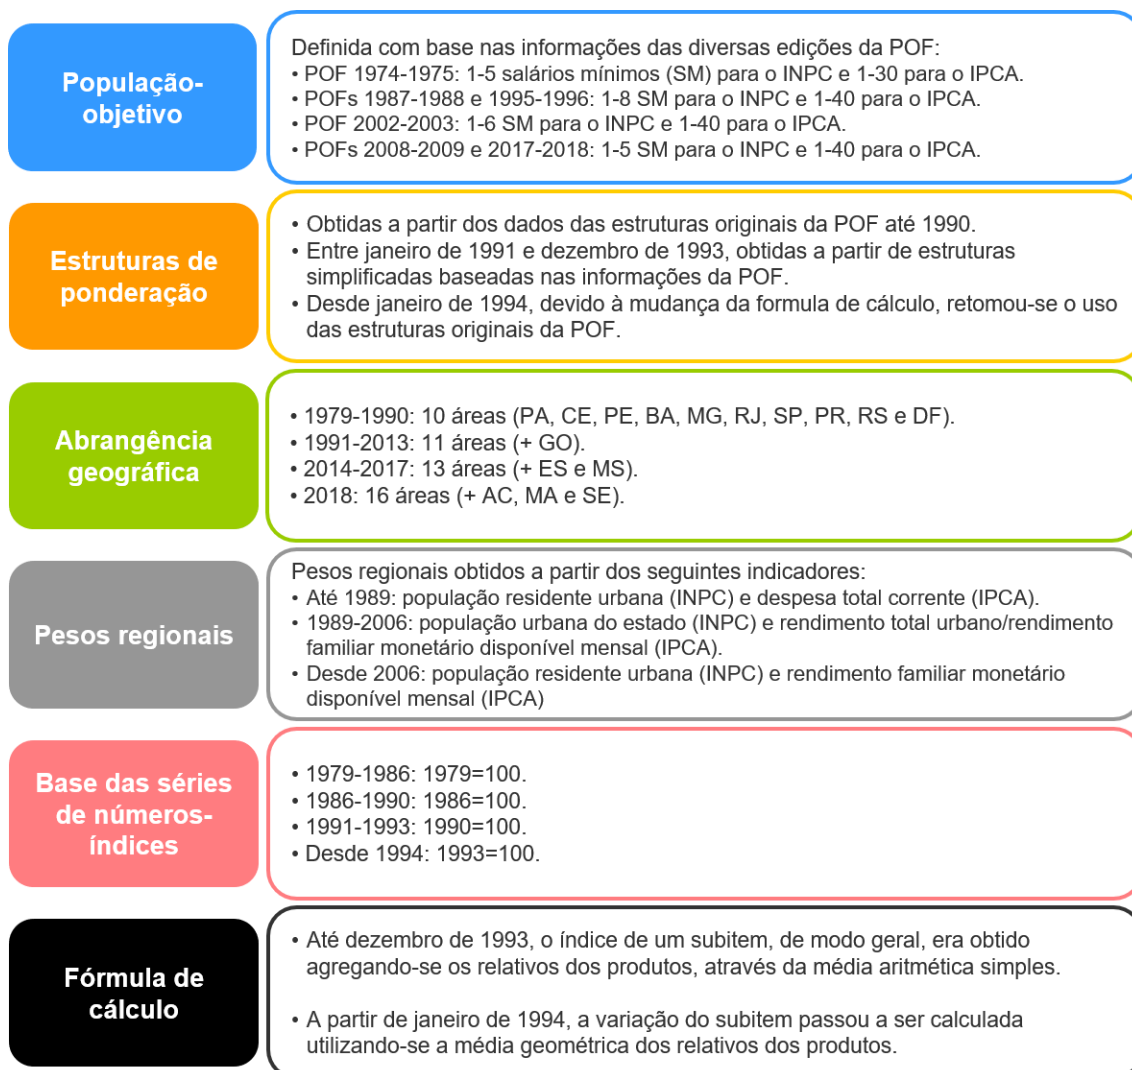 População-
objetivo
Definida com base nas informações das diversas edições da POF:
• POF 1974-1975: 1-5 salários mínimos (SM) para o INPC e 1-30 para o IPCA.
• POFs 1987-1988 e 1995-1996: 1-8 SM para o INPC e 1-40 para o IPCA.
• POF 2002-2003: 1-6 SM para o INPC e 1-40 para o IPCA.
• POFs 2008-2009 e 2017-2018: 1-5 SM para o INPC e 1-40 para o IPCA.
Estruturas de
ponderação
• Obtidas a partir dos dados das estruturas originais da POF até 1990.
• Entre janeiro de 1991 e dezembro de 1993, obtidas a partir de estruturas
simplificadas baseadas nas informações da POF.
• Desde janeiro de 1994, devido à mudança da formula de cálculo, retomou-se o uso
das estruturas originais da POF.
Abrangência
geográfica
• 1979-1990: 10 áreas (PA, CE, PE, BA, MG, RJ, SP, PR, RS e DF).
• 1991-2013: 11 áreas (+ GO).
• 2014-2017: 13 áreas (+ ES e MS).
• 2018: 16 áreas (+ AC, MA e SE).
Pesos regionais
Pesos regionais obtidos a partir dos seguintes indicadores:
• Até 1989: população residente urbana (INPC) e despesa total corrente (IPCA).
• 1989-2006: população urbana do estado (INPC) e rendimento total urbano/rendimento
familiar monetário disponível mensal (IPCA).
• Desde 2006: população residente urbana (INPC) e rendimento familiar monetário
disponível mensal (IPCA)
Base das séries
de números-
índices
• 1979-1986: 1979=100.
• 1986-1990: 1986=100.
• 1991-1993: 1990=100.
• Desde 1994: 1993=100.
Fórmula de
cálculo
• Até dezembro de 1993, o índice de um subitem, de modo geral, era obtido
agregando-se os relativos dos produtos, através da média aritmética simples.
• A partir de janeiro de 1994, a variação do subitem passou a ser calculada
utilizando-se a média geométrica dos relativos dos produtos.